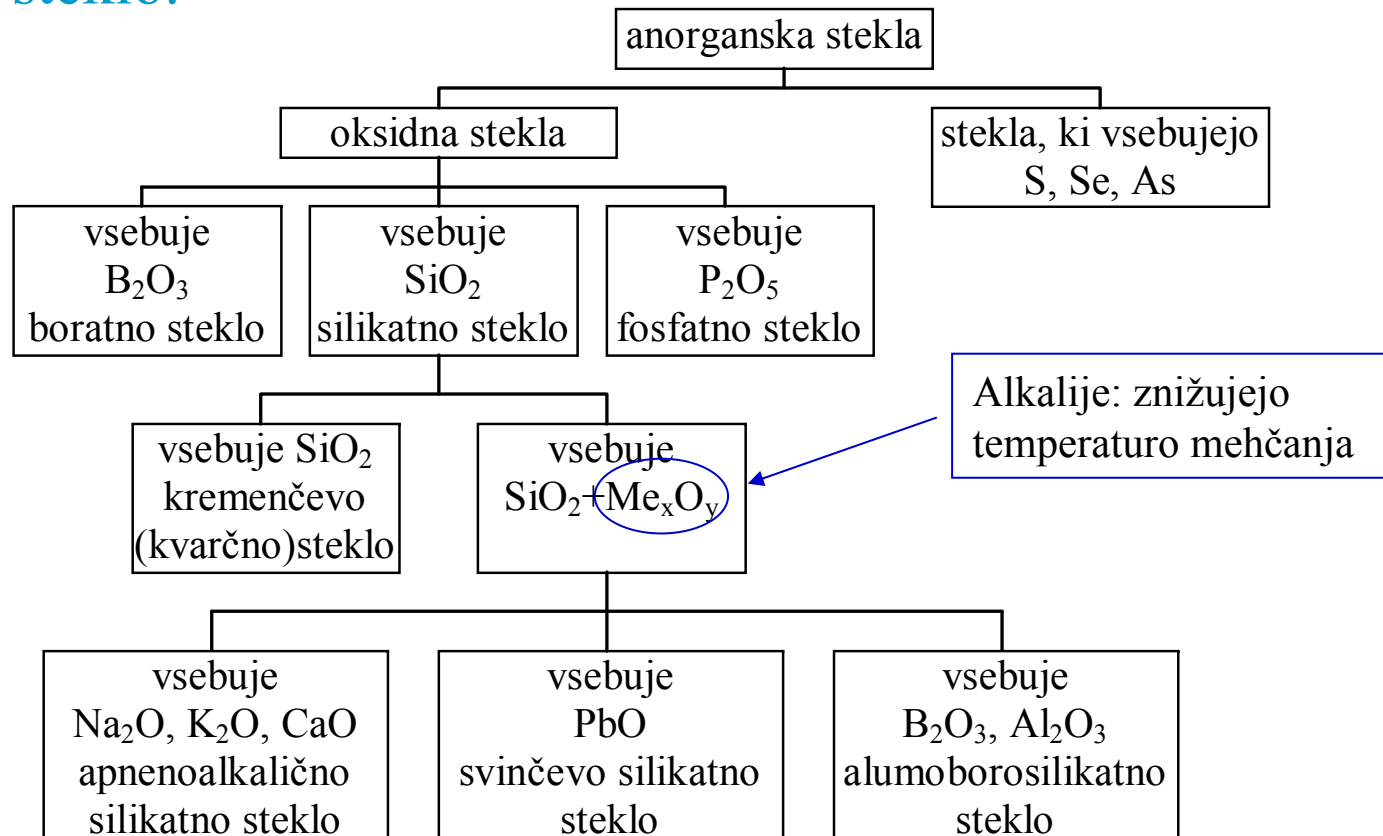 steklo?
anorganska stekla
oksidna stekla
stekla, ki vsebujejo
S, Se, As
vsebuje
B₂O₃
boratno steklo
vsebuje
SiO₂
silikatno steklo
vsebuje
P₂O₅
fosfatno steklo
Alkalije: znižujejo
temperaturo mehčanja
vsebuje SiO₂
kremenčevo
(kvarčno)steklo
vsebuje
SiO₂+MeₓOᵧ
vsebuje
Na₂O, K₂O, CaO
apnenoalkalično
silikatno steklo
vsebuje
PbO
svinčevo silikatno
steklo
vsebuje
B₂O₃, Al₂O₃
alumoborosilikatno
steklo